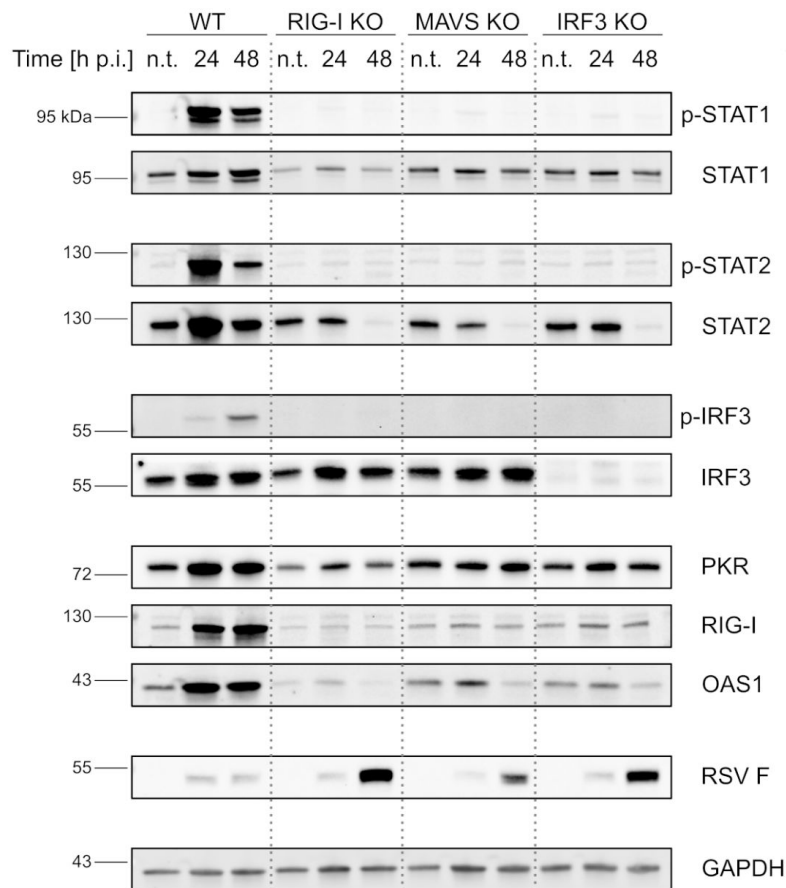 WT RIG-I KO MAVS KO IRF3 KO
Time [h p.i.] n.t. 24 48 n.t. 24 48 n.t. 24 48 n.t. 24 48
95 kDa p-STAT1
95 STAT1
130 p-STAT2
130 STAT2
55 p-IRF3
55 IRF3
72 PKR
130 RIG-I
43 OAS1
55 RSV F
43 GAPDH